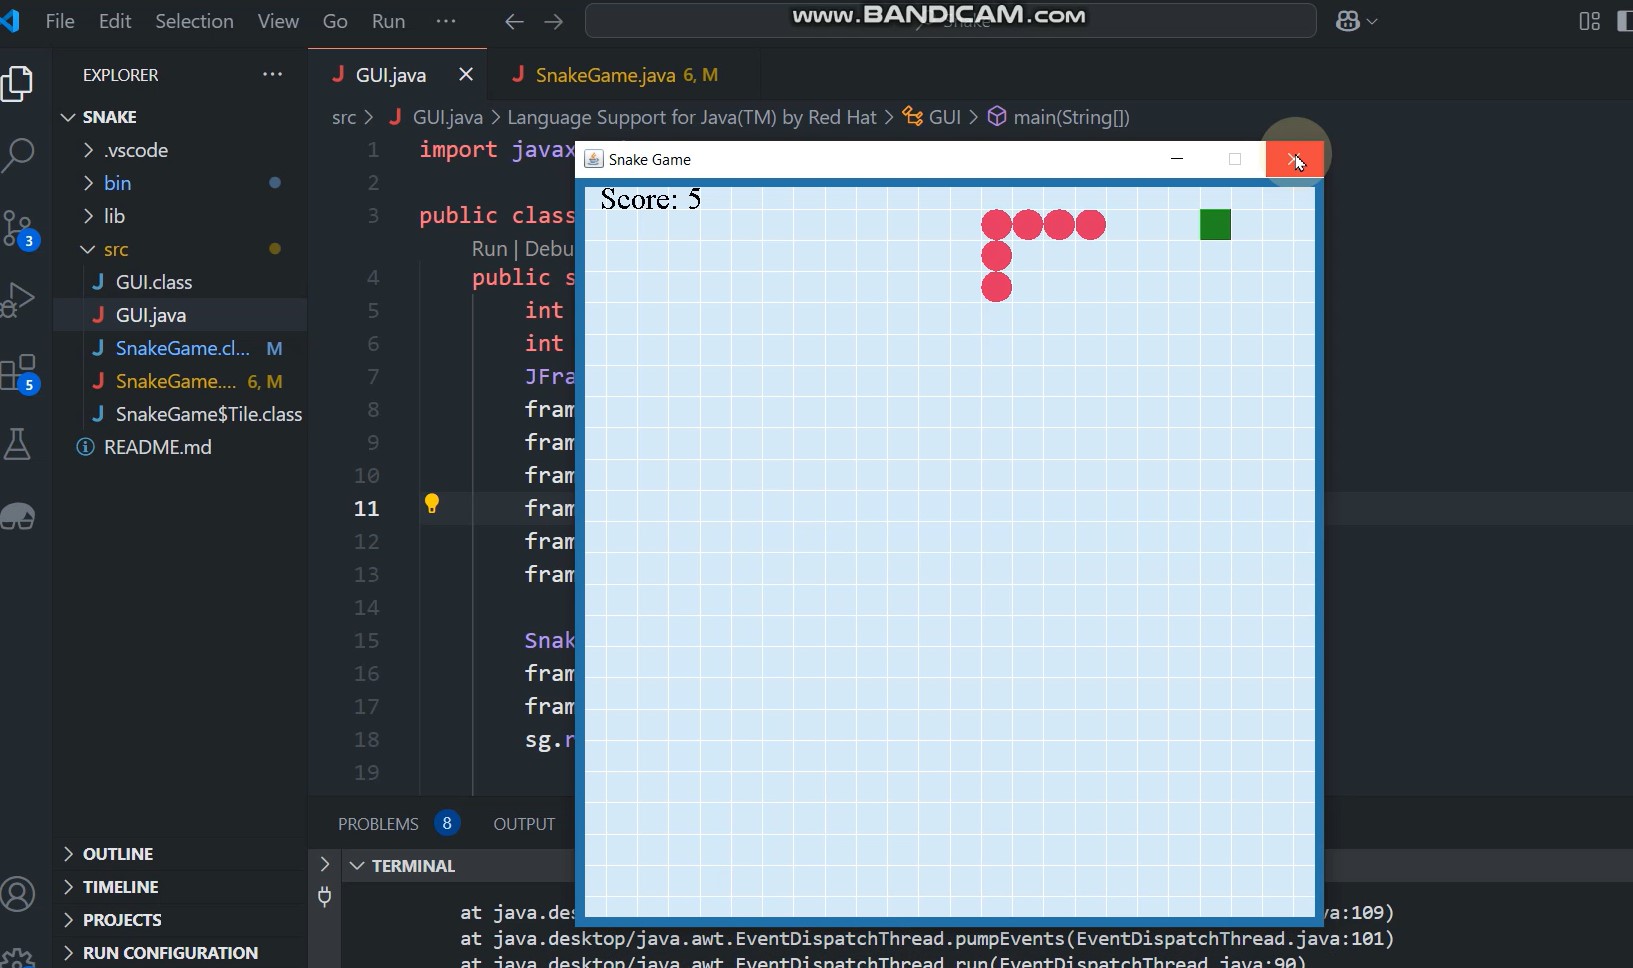 File Edit Selection View Go Run ···
www.BANDICAM.com
EXPLORER ···
GUI.java
SnakeGame.java 6, M
SNAKE
src > GUI.java > Language Support for Java(TM) by Red Hat > GUI > main(String[])
.vscode
bin
lib
src
GUI.class
GUI.java
SnakeGame.cl... M
SnakeGame.... 6, M
SnakeGame$Tile.class
README.md
3
5
1 import javax
2
3 public class
Run | Debu
4 public s
5 int
6 int
7 JFra
8 fram
9 fram
10 fram
11 fram
12 fram
13 fram
14
15 Snak
16 fram
17 fram
18 sg.r
19
Snake Game
Score: 5
OUTLINE
TIMELINE
PROJECTS
RUN CONFIGURATION
PROBLEMS 8 OUTPUT
TERMINAL
at java.des va:109)
at java.desktop/java.awt.EventDispatchThread.pumpEvents(EventDispatchThread.java:101)
at java.desktop/java.awt.EventDispatchThread.run(EventDispatchThread.java:90)